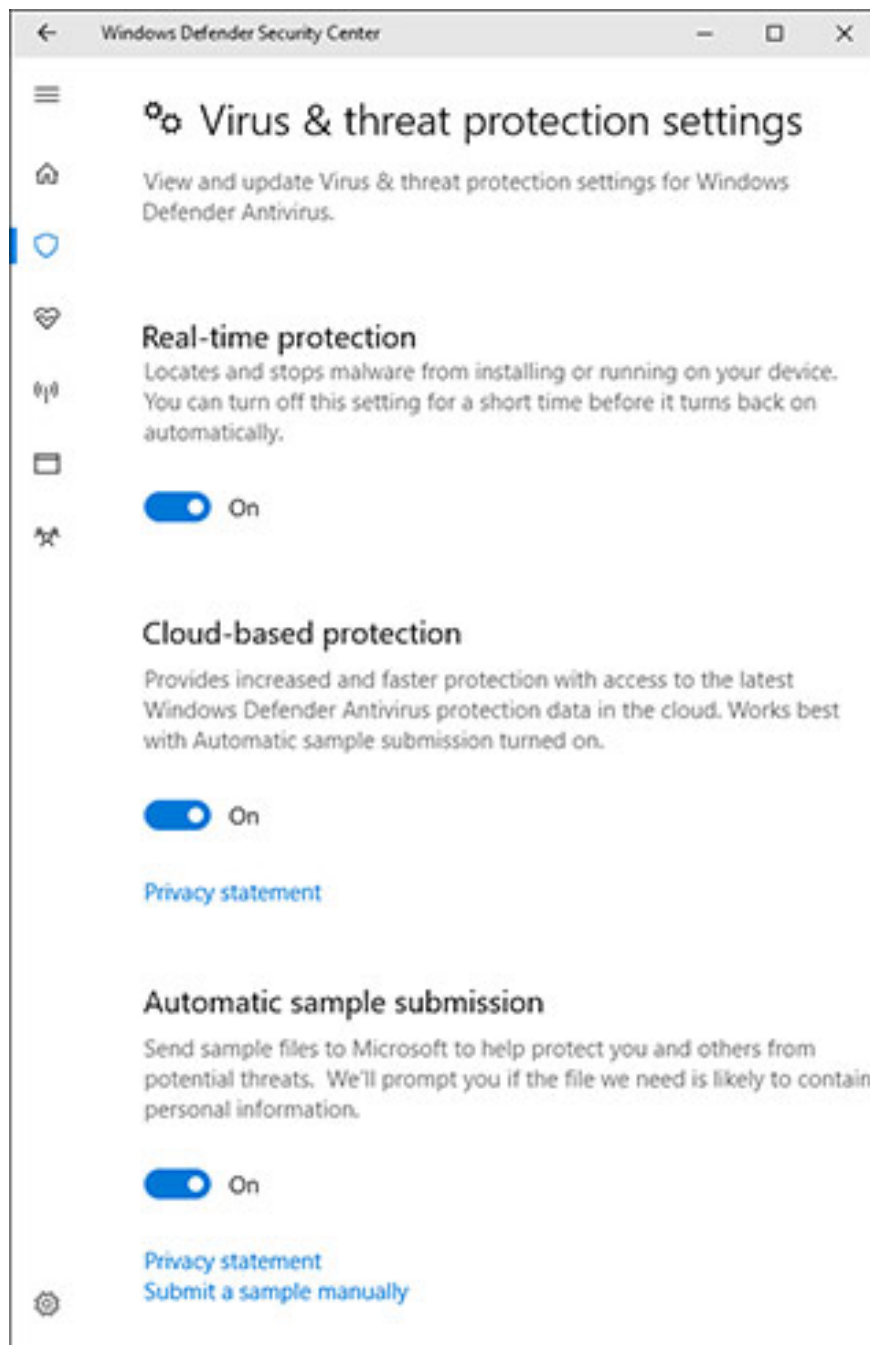 Windows Defender Security Center
Virus & threat protection settings
View and update Virus & threat protection settings for Windows
Defender Antivirus.
Real-time protection
Locates and stops malware from installing or running on your device.
You can turn off this setting for a short time before it turns back on
automatically.
On
Cloud-based protection
Provides increased and faster protection with access to the latest
Windows Defender Antivirus protection data in the cloud. Works best
with Automatic sample submission turned on.
On
Privacy statement
Automatic sample submission
Send sample files to Microsoft to help protect you and others from
potential threats. We'll prompt you if the file we need is likely to contain
personal information.
On
Privacy statement
Submit a sample manually